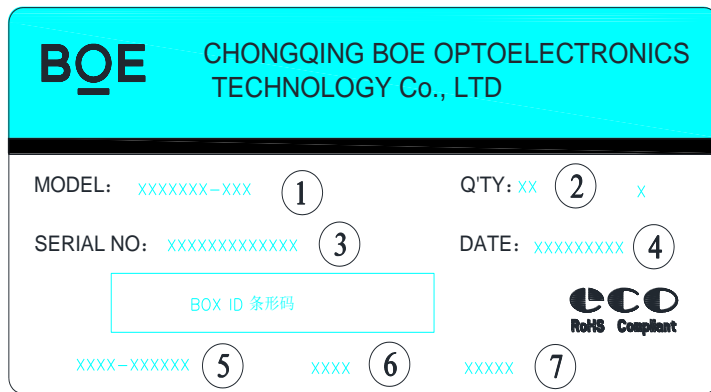 BOE
CHONGQING BOE OPTOELECTRONICS
TECHNOLOGY Co., LTD
MODEL: XXXXXXX-XXX ① Q'TY: XX ② X
SERIAL NO: XXXXXXXXXXXXX ③ DATE: XXXXXXXXX ④
BOX ID 条形码
eco
RoHS Compliant
XXXX-XXXXXX ⑤ XXXX ⑥ XXXXX ⑦